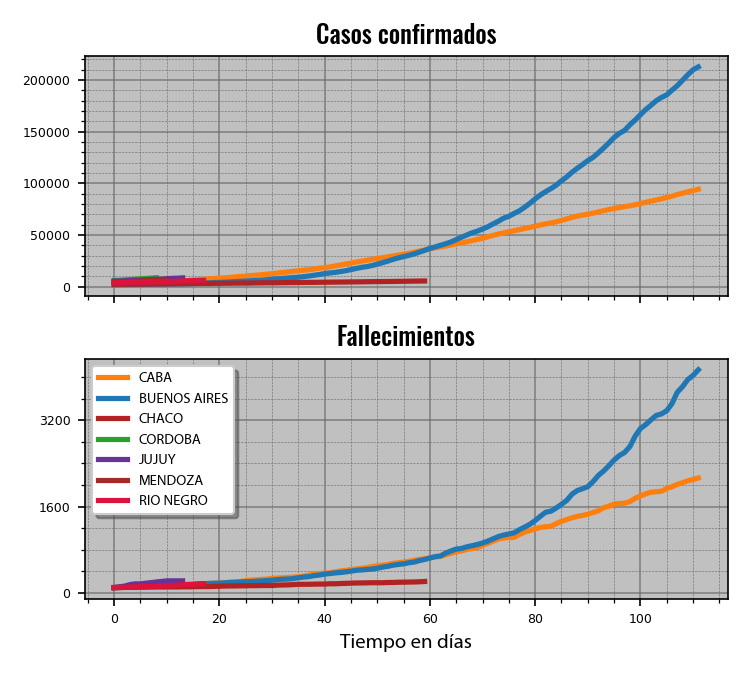 Casos confirmados
200000
150000
100000
50000
0
Fallecimientos
CABA
BUENOS AIRES
CHACO
CORDOBA
JUJUY
MENDOZA
RIO NEGRO
3200
1600
0
0 20 40 60 80 100
Tiempo en días